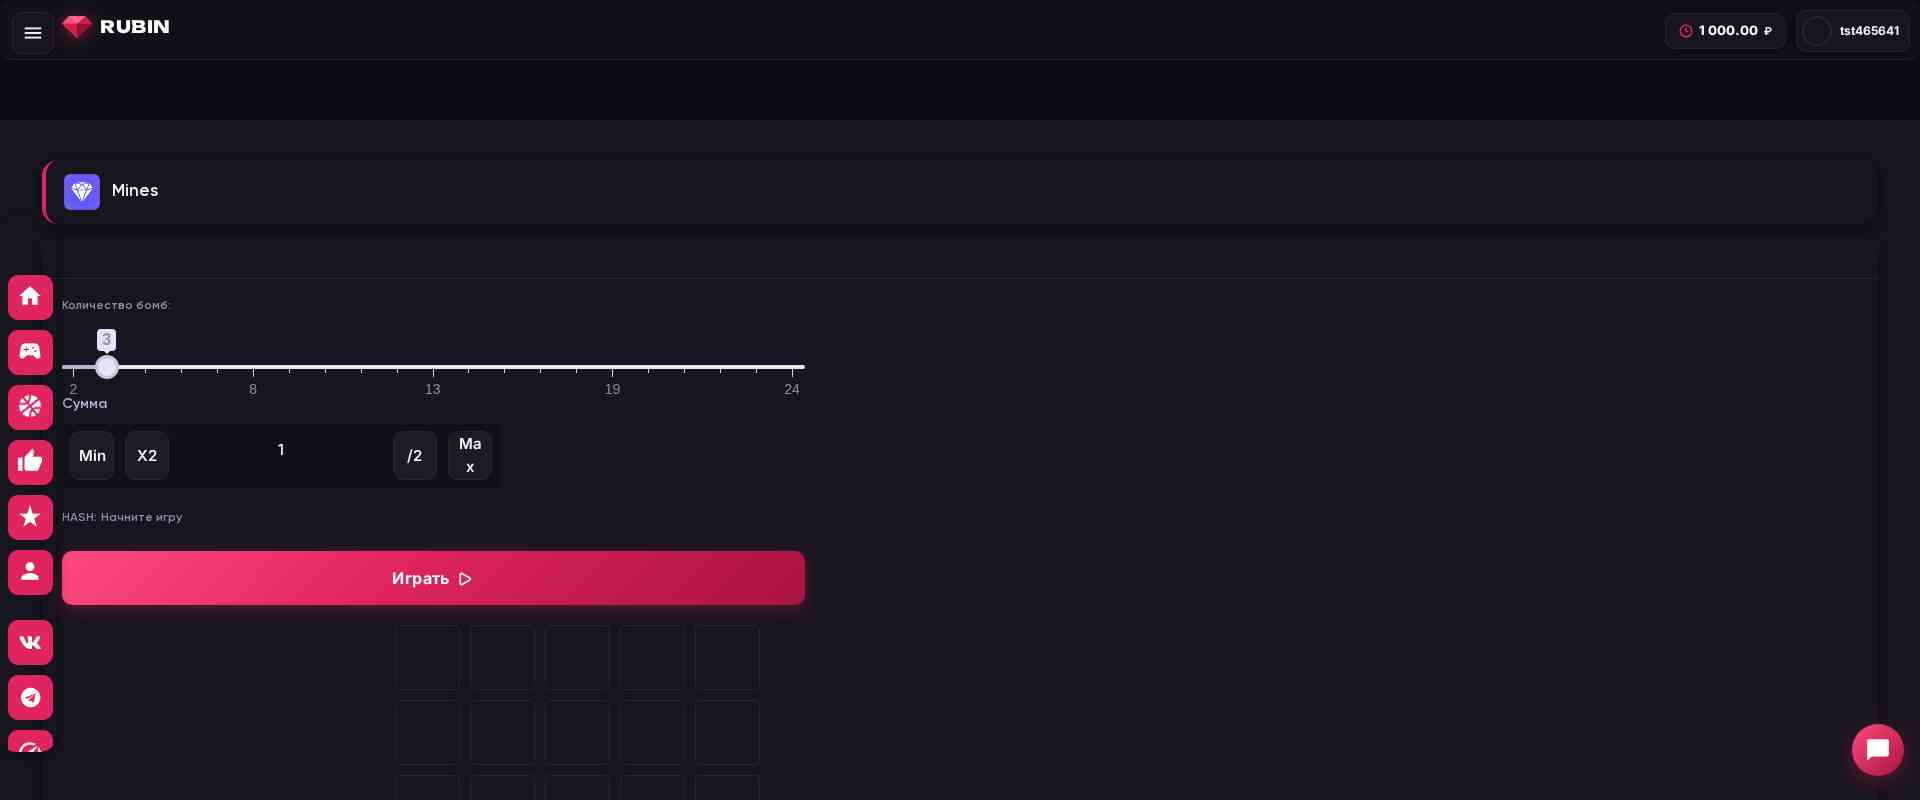 RUBIN
1 000.00 ₽
tst465641
Mines
Количество бомб:
3
2 8 13 19 24
Сумма
Min X2 1 /2 Ma
x
HASH: Начните игру
Играть